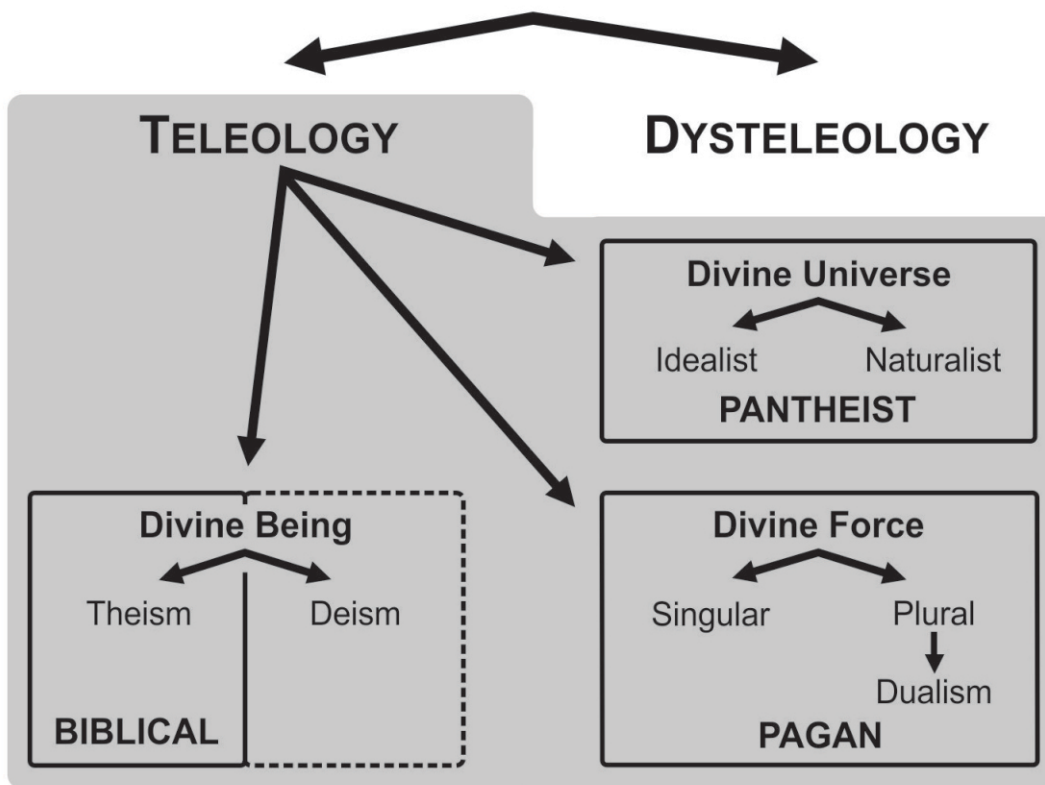 TELEOLOGY
DYSTELEOLOGY
Divine Universe
Idealist Naturalist
PANTHEIST
Divine Being
Theism Deism
BIBLICAL
Divine Force
Singular Plural
Dualism
PAGAN